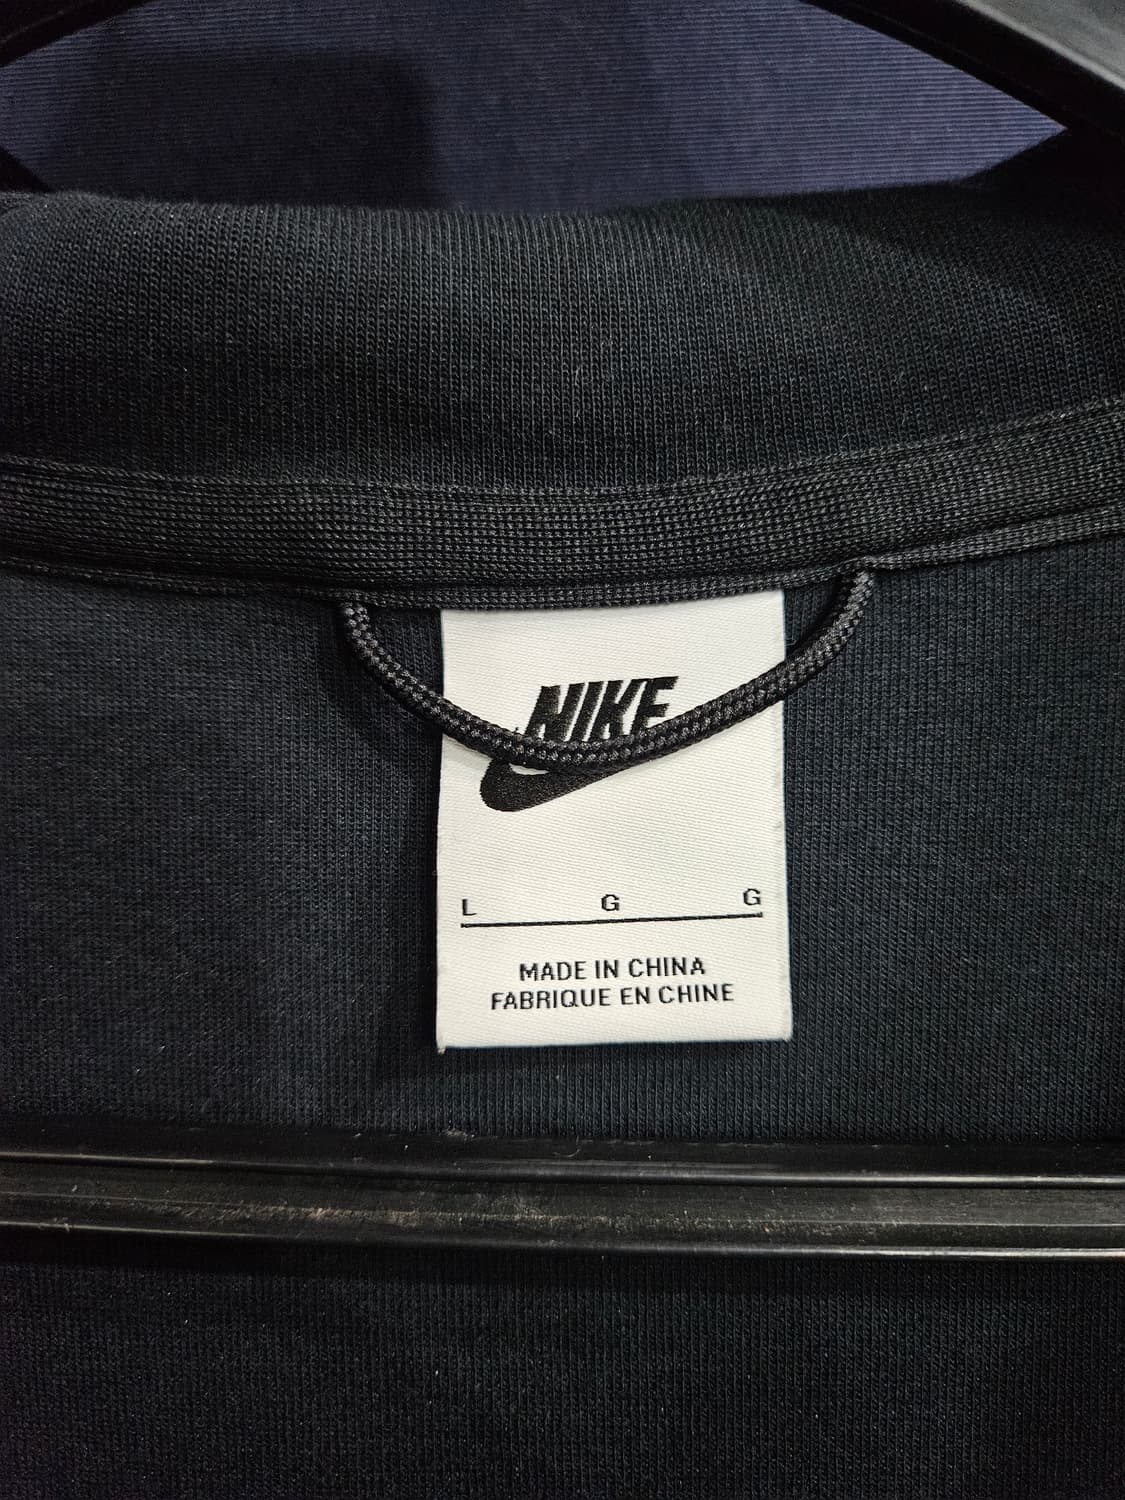 NIKE
L G G
MADE IN CHINA
FABRIQUE EN CHINE